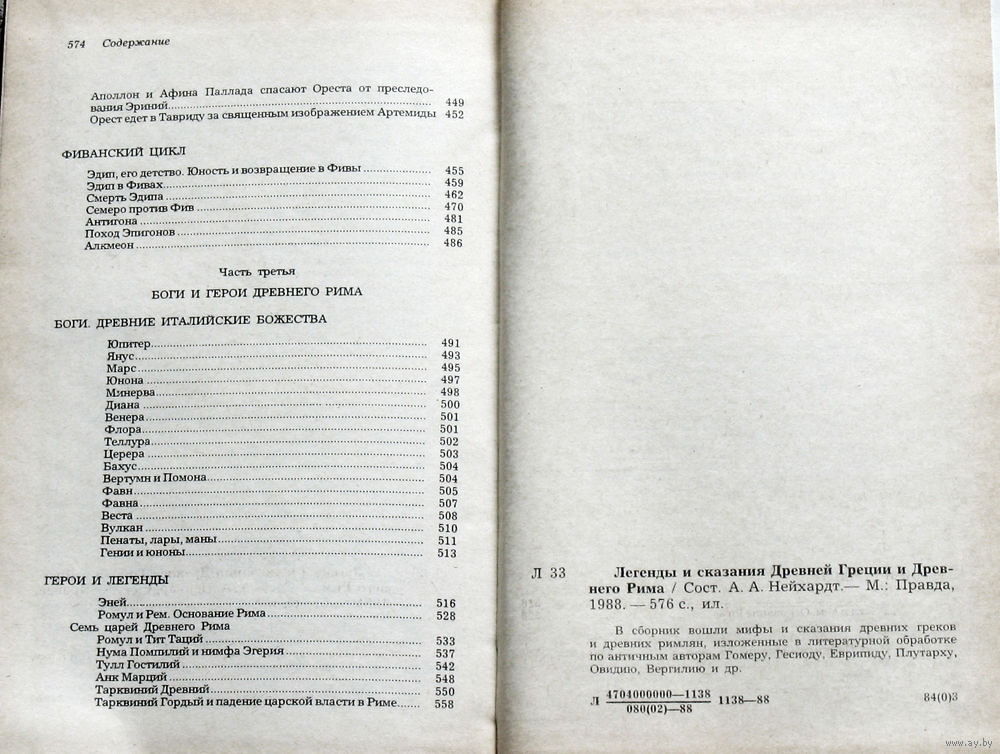 574 Содержание
Аполлон и Афина Паллада спасают Ореста от преследо-
вания Эриний 449
Орест едет в Тавриду за священным изображением Артемиды 452
ФИВАНСКИЙ ЦИКЛ
Эдип, его детство. Юность и возвращение в Фивы 455
Эдип в Фивах 459
Смерть Эдипа 462
Семеро против Фив 470
Антигона 481
Поход Эпигонов 485
Алкмеон 486
Часть третья
БОГИ И ГЕРОИ ДРЕВНЕГО РИМА
БОГИ. ДРЕВНИЕ ИТАЛИЙСКИЕ БОЖЕСТВА
Юпитер 491
Янус 493
Марс 495
Юнона 497
Минерва 498
Диана 500
Венера 501
Флора 501
Теллура 502
Церера 503
Бахус 504
Вертумн и Помона 504
Фавн 505
Фавна 507
Веста 508
Вулкан 510
Пенаты, лары, маны 511
Гении и юноны 513
ГЕРОИ И ЛЕГЕНДЫ
Эней 516
Ромул и Рем. Основание Рима 528
Семь царей Древнего Рима
Ромул и Тит Таций 533
Нума Помпилий и нимфа Эгерия 537
Тулл Гостилий 542
Анк Марций 548
Тарквиний Древний 550
Тарквиний Гордый и падение царской власти в Риме 558
Л 33 Легенды и сказания Древней Греции и Древ-
него Рима / Сост. А. А. Нейхардт.— М.: Правда,
1988. — 576 с., ил.
В сборник вошли мифы и сказания древних греков
и древних римлян, изложенные в литературной обработке
по античным авторам Гомеру, Гесиоду, Еврипиду, Плутарху,
Овидию, Вергилию и др.
Л 4704000000—1138 1138—88 84(0)3
080(02)—88
www.ay.by